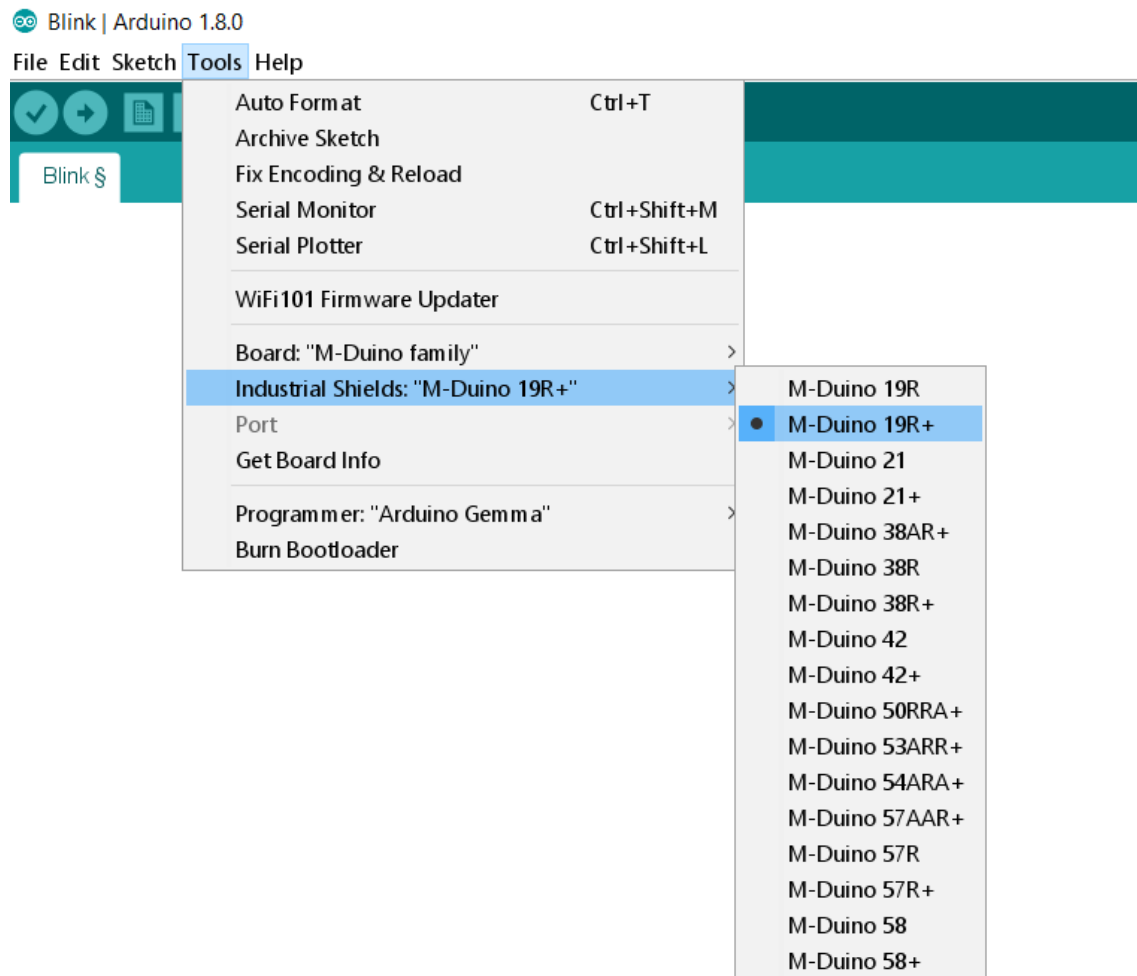 Blink | Arduino 1.8.0
File Edit Sketch Tools Help
Auto Format Ctrl+T
Archive Sketch
Fix Encoding & Reload
Serial Monitor Ctrl+Shift+M
Serial Plotter Ctrl+Shift+L
WiFi101 Firmware Updater
Board: "M-Duino family"
Industrial Shields: "M-Duino 19R+"
Port
Get Board Info
Programmer: "Arduino Gemma"
Burn Bootloader
Blink §
M-Duino 19R
M-Duino 19R+
M-Duino 21
M-Duino 21+
M-Duino 38AR+
M-Duino 38R
M-Duino 38R+
M-Duino 42
M-Duino 42+
M-Duino 50RRA+
M-Duino 53ARR+
M-Duino 54ARA+
M-Duino 57AAR+
M-Duino 57R
M-Duino 57R+
M-Duino 58
M-Duino 58+